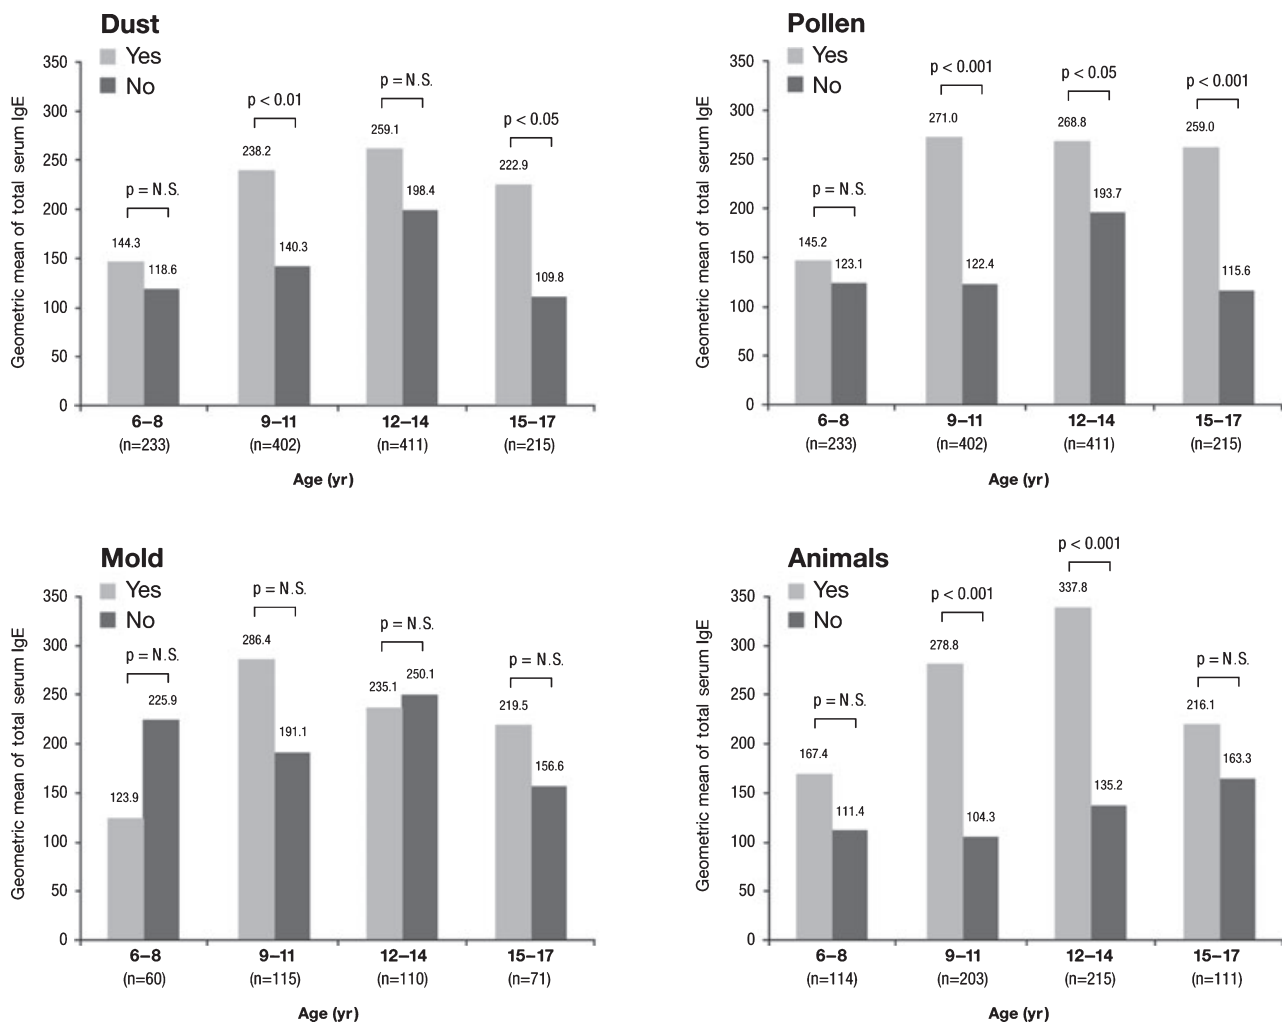 Dust
Yes
No
Geometric mean of total serum IgE
350
300
250
200
150
100
50
0
p = N.S.
p < 0.01
p = N.S.
p < 0.05
144.3
118.6
238.2
140.3
259.1
198.4
222.9
109.8
6–8 9–11 12–14 15–17
(n=233) (n=402) (n=411) (n=215)
Age (yr)
Pollen
Yes
No
Geometric mean of total serum IgE
350
300
250
200
150
100
50
0
p = N.S.
p < 0.001
p < 0.05
p < 0.001
145.2
123.1
271.0
122.4
268.8
193.7
259.0
115.6
6–8 9–11 12–14 15–17
(n=233) (n=402) (n=411) (n=215)
Age (yr)
Mold
Yes
No
Geometric mean of total serum IgE
350
300
250
200
150
100
50
0
p = N.S.
p = N.S.
p = N.S.
p = N.S.
123.9
225.9
286.4
191.1
235.1
250.1
219.5
156.6
6–8 9–11 12–14 15–17
(n=60) (n=115) (n=110) (n=71)
Age (yr)
Animals
Yes
No
Geometric mean of total serum IgE
350
300
250
200
150
100
50
0
p = N.S.
p < 0.001
p < 0.001
p = N.S.
167.4
111.4
278.8
104.3
337.8
135.2
216.1
163.3
6–8 9–11 12–14 15–17
(n=114) (n=203) (n=215) (n=111)
Age (yr)